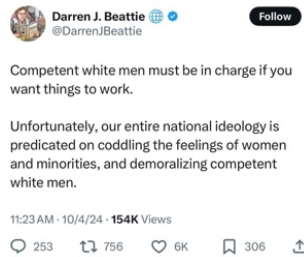 Darren J. Beattie
Follow
@DarrenJBeattie
Competent white men must be in charge if you
want things to work.
Unfortunately, our entire national ideology is
predicated on coddling the feelings of women
and minorities, and demoralizing competent
white men.
11:23 AM · 10/4/24 · 154K Views
253 756 6K 306